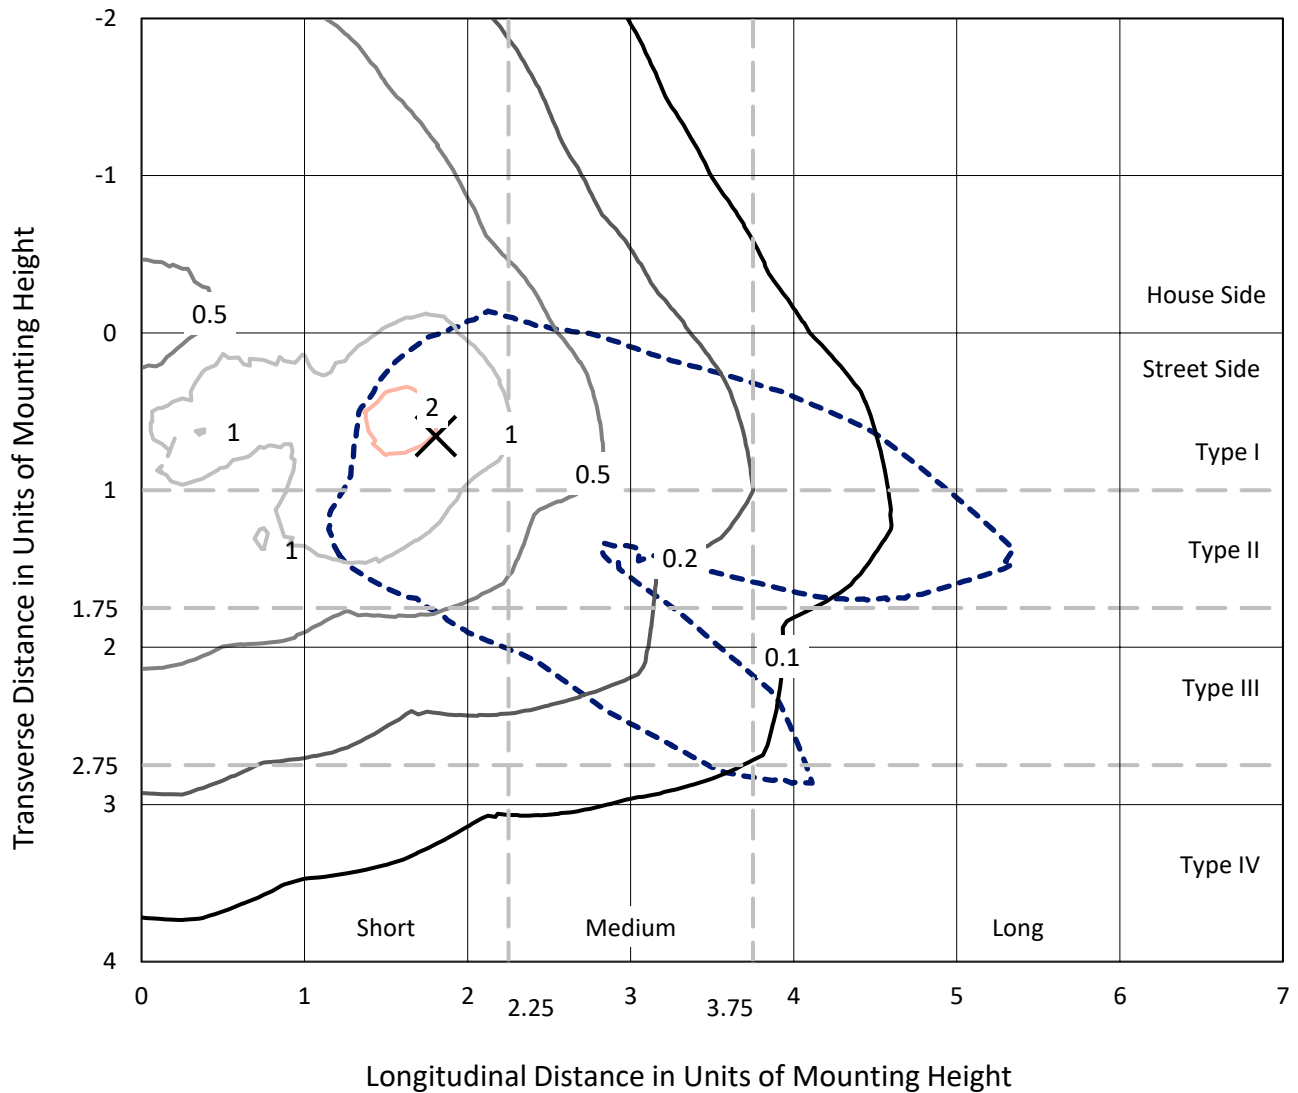 -2
-1
House Side
0.5
0
Street Side
2
1
1
Type I
0.5
1
1
Type II
0.2
1.75
2
0.1
Type III
2.75
3
Type IV
Short
Medium
Long
4
0
1
2
2.25
3
3.75
4
5
6
7
Transverse Distance in Units of Mounting Height
Longitudinal Distance in Units of Mounting Height